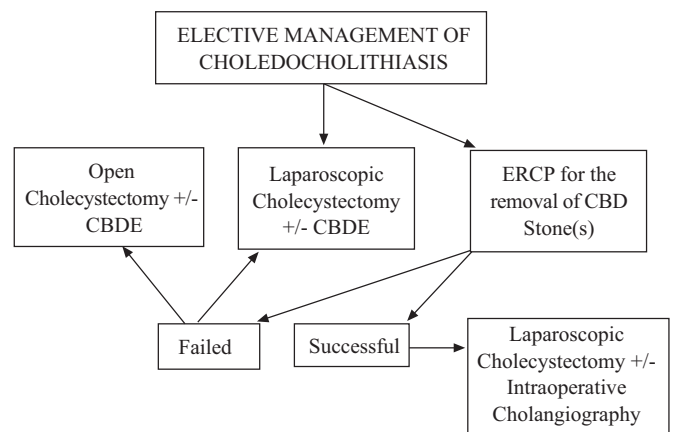 ELECTIVE MANAGEMENT OF
CHOLEDOCHOLITHIASIS
Open
Cholecystectomy +/-
CBDE
Laparoscopic
Cholecystectomy
+/- CBDE
ERCP for the
removal of CBD
Stone(s)
Failed
Successful
Laparoscopic
Cholecystectomy +/-
Intraoperative
Cholangiography